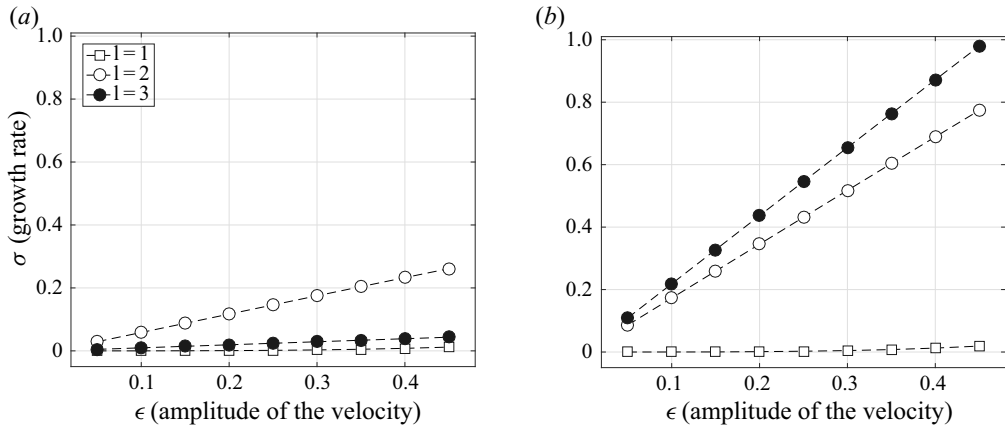 (a)
1.0
0.8
0.6
0.4
0.2
0
σ (growth rate)
l = 1
l = 2
l = 3
0.1 0.2 0.3 0.4
ϵ (amplitude of the velocity)
(b)
1.0
0.8
0.6
0.4
0.2
0
0.1 0.2 0.3 0.4
ϵ (amplitude of the velocity)